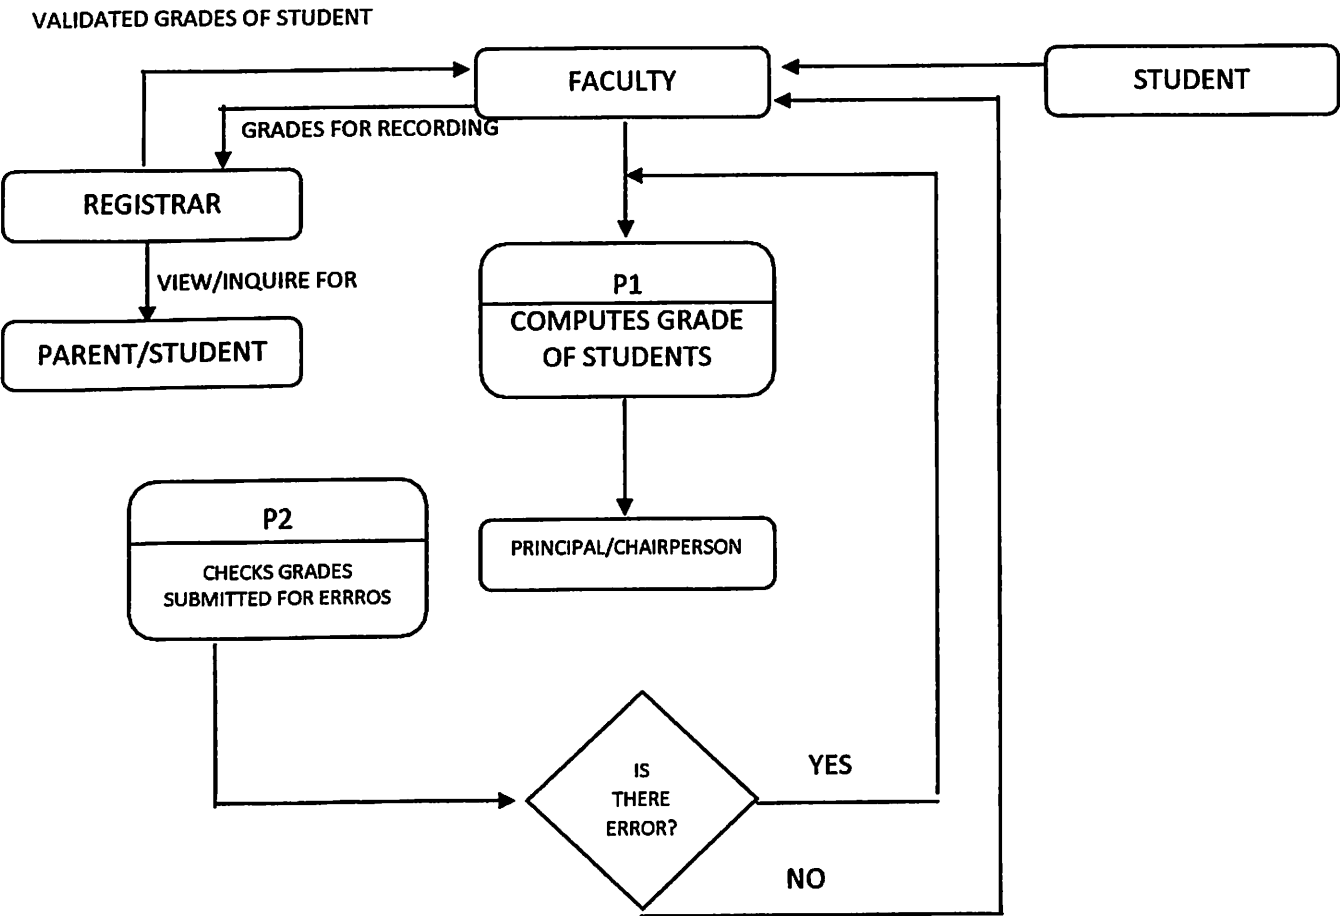 VALIDATED GRADES OF STUDENT
FACULTY
STUDENT
GRADES FOR RECORDING
REGISTRAR
VIEW/INQUIRE FOR
PARENT/STUDENT
P1
COMPUTES GRADE
OF STUDENTS
P2
CHECKS GRADES
SUBMITTED FOR ERRROS
PRINCIPAL/CHAIRPERSON
IS
THERE
ERROR?
YES
NO